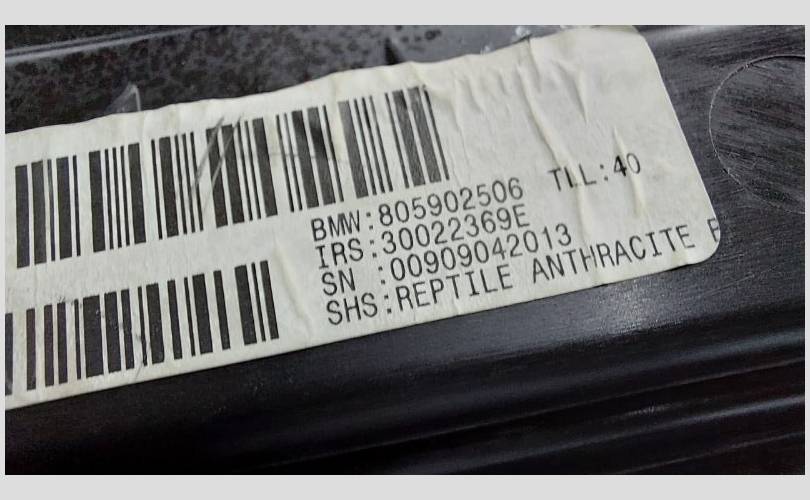 TLL:40
BMW:805902506
IRS:30022369E
SN :00909042013
SHS:REPTILE ANTHRACITE